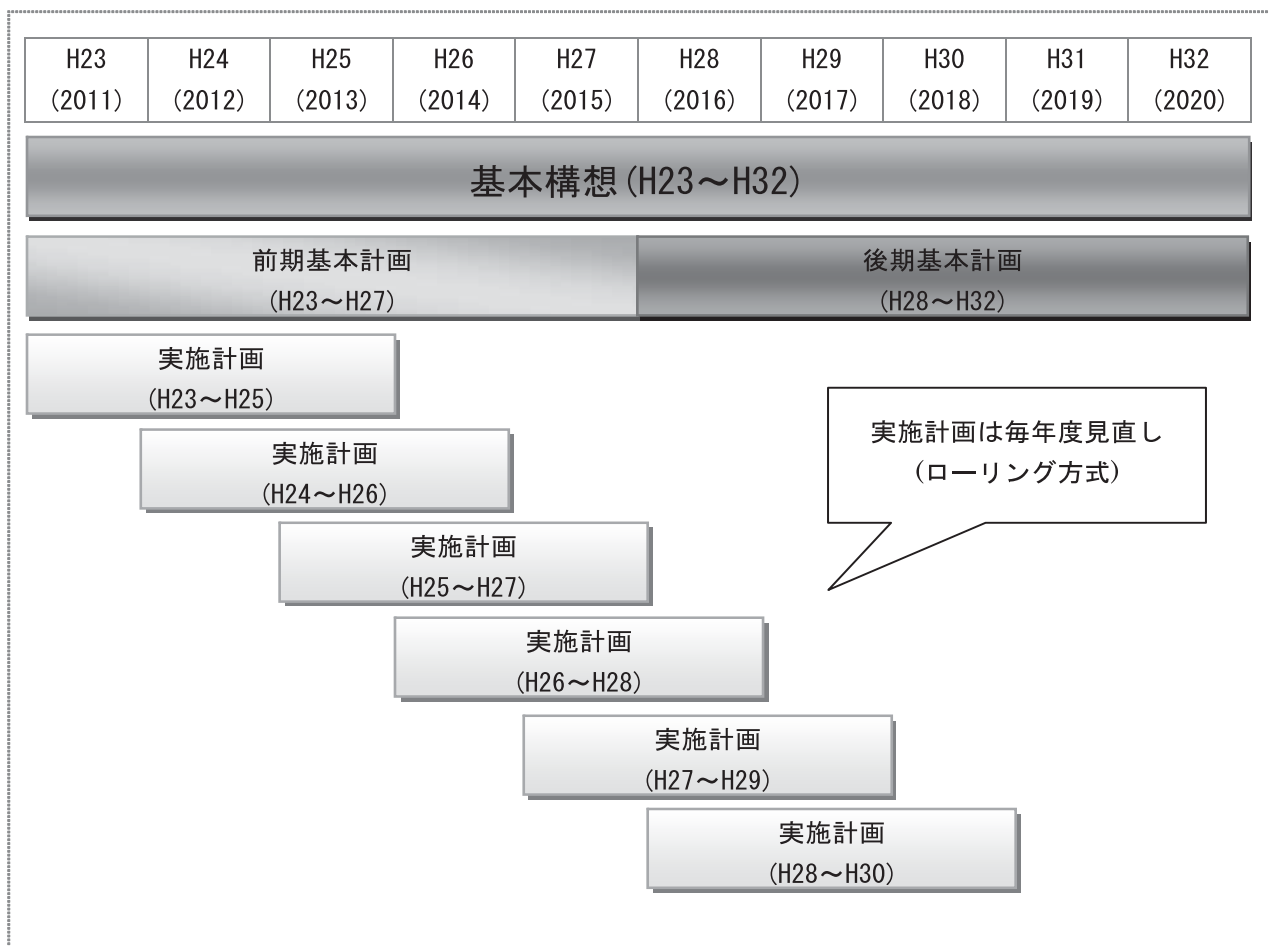 H23 H24 H25 H26 H27 H28 H29 H30 H31 H32
(2011) (2012) (2013) (2014) (2015) (2016) (2017) (2018) (2019) (2020)
基本構想(H23～H32)
前期基本計画
(H23～H27)
後期基本計画
(H28～H32)
実施計画
(H23～H25)
実施計画
(H24～H26)
実施計画は毎年度見直し
(ローリング方式)
実施計画
(H25～H27)
実施計画
(H26～H28)
実施計画
(H27～H29)
実施計画
(H28～H30)